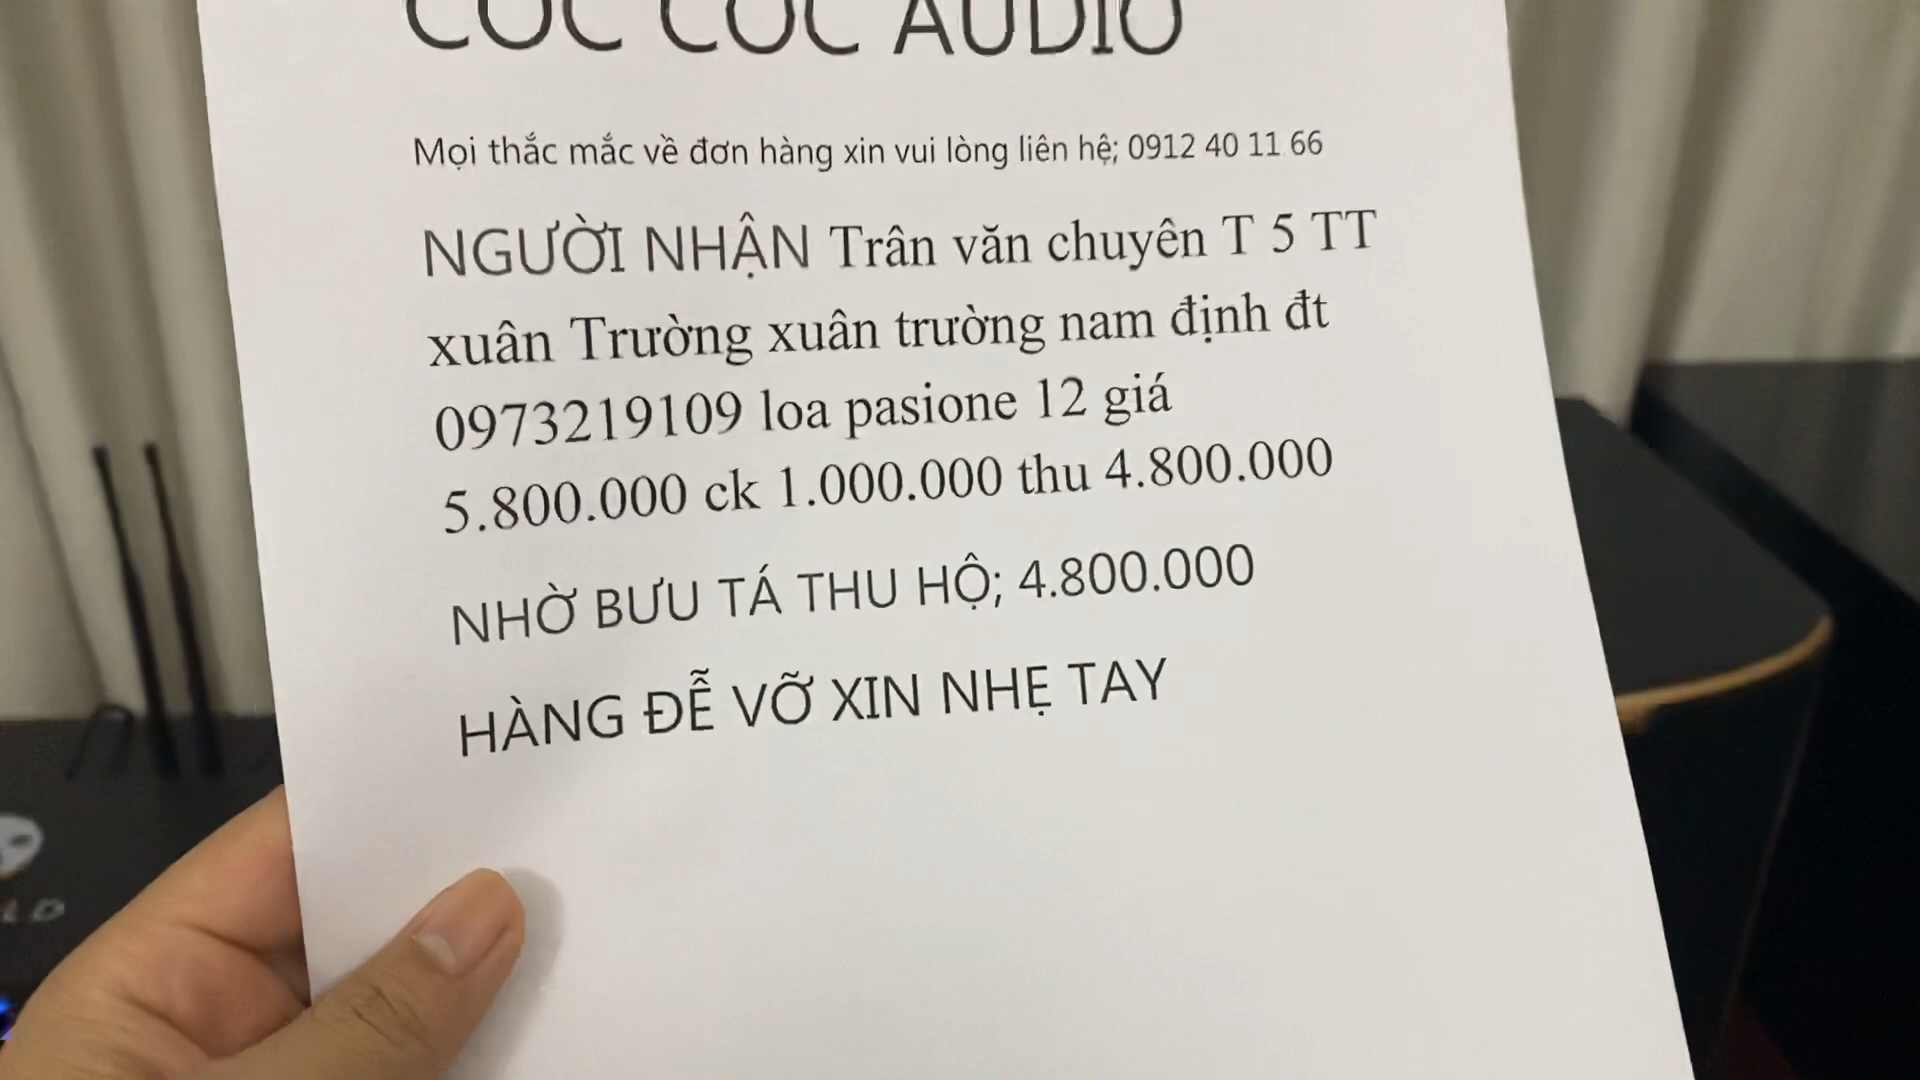 CỐC CỐC AUDIO
Mọi thắc mắc về đơn hàng xin vui lòng liên hệ; 0912 40 11 66
NGƯỜI NHẬN Trân văn chuyên T 5 TT
xuân Trường xuân trường nam định đt
0973219109 loa pasione 12 giá
5.800.000 ck 1.000.000 thu 4.800.000
NHỜ BƯU TÁ THU HỘ; 4.800.000
HÀNG ĐỄ VỠ XIN NHẸ TAY